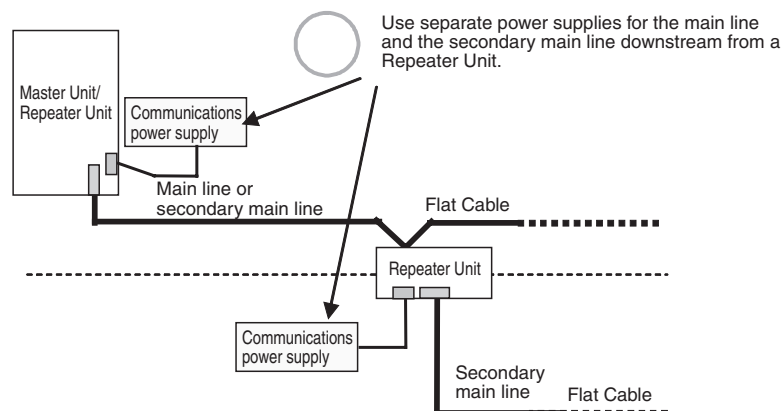 Use separate power supplies for the main line
and the secondary main line downstream from a
Repeater Unit.
Master Unit/
Repeater Unit
Communications
power supply
Main line or
secondary main line
Flat Cable
Repeater Unit
Communications
power supply
Secondary
main line
Flat Cable